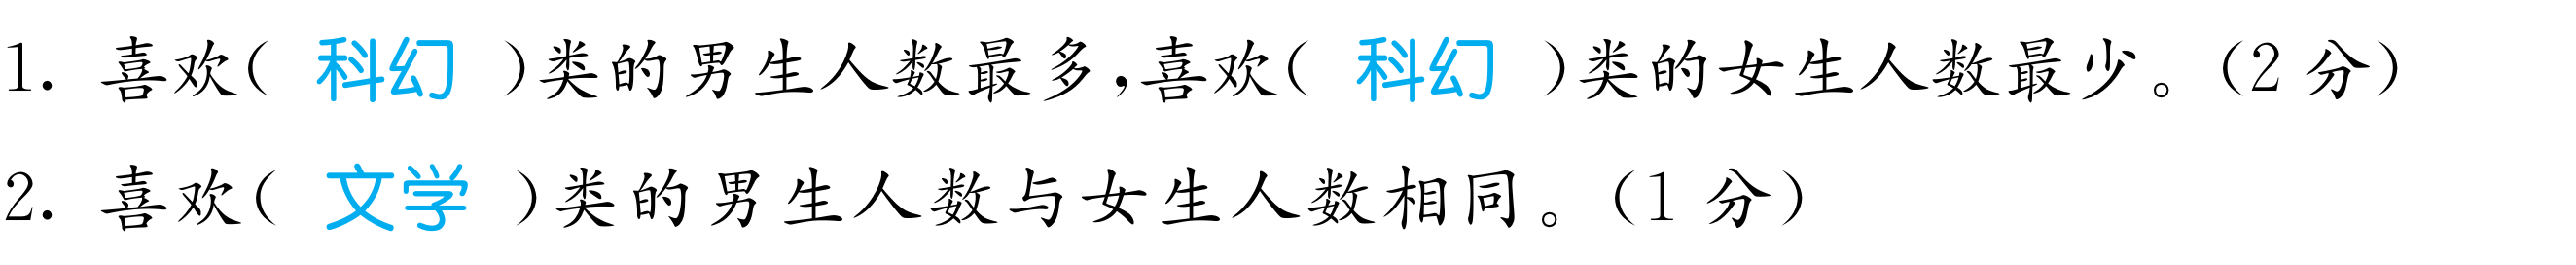 1. 喜欢( 科幻 )类的男生人数最多,喜欢( 科幻 )类的女生人数最少。(2 分)
2. 喜欢( 文学 )类的男生人数与女生人数相同。(1 分)